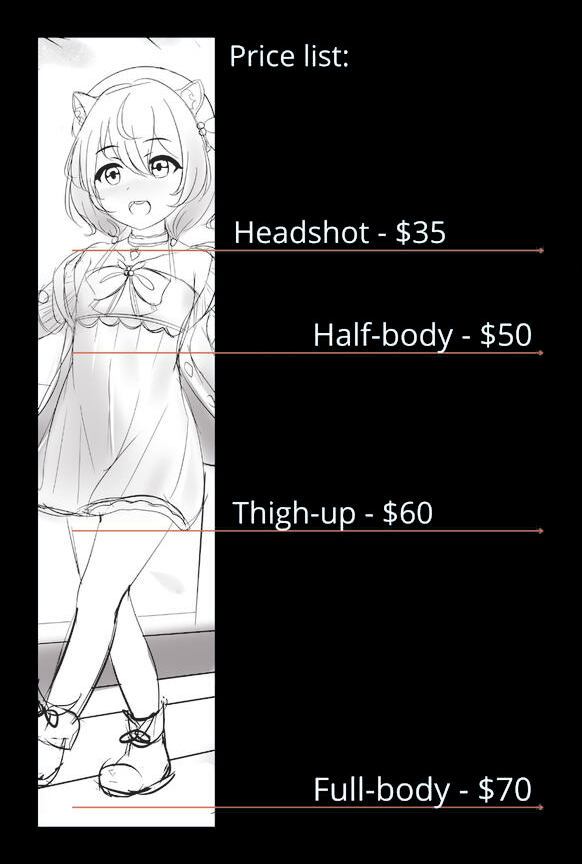 Price list:
Headshot - $35
Half-body - $50
Thigh-up - $60
Full-body - $70